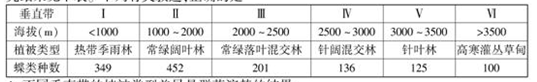 垂直带 Ⅰ Ⅱ Ⅲ Ⅳ Ⅴ Ⅵ
海拔(m) <1000 1000~2000 2000~2500 2500~3000 3000~3500 >3500
植被类型 热带季雨林 常绿阔叶林 常绿落叶混交林 针阔混交林 针叶林 高寒灌丛草甸
蝶类种数 349 452 201 136 125 100